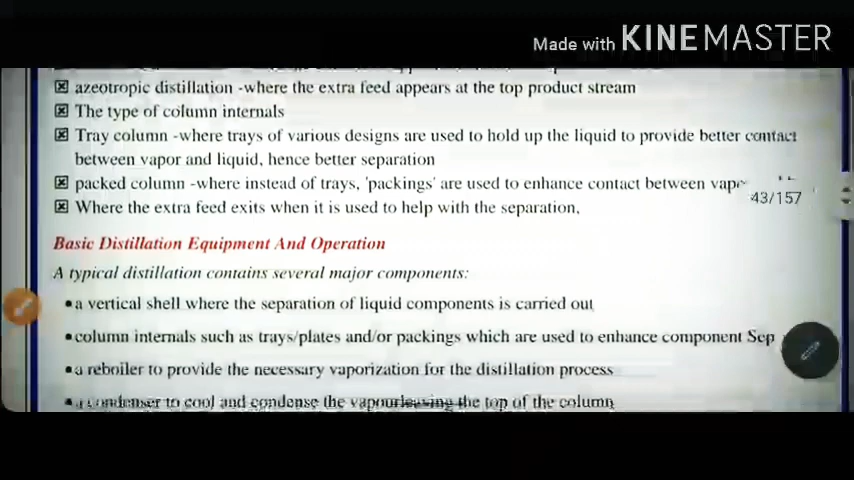 Made with KINEMASTER
azeotropic distillation -where the extra feed appears at the top product stream
The type of column internals
Tray column -where trays of various designs are used to hold up the liquid to provide better contact
between vapor and liquid, hence better separation
packed column -where instead of trays, 'packings' are used to enhance contact between
43/157
Where the extra feed exits when it is used to help with the separation,
Basic Distillation Equipment And Operation
A typical distillation contains several major components:
•a vertical shell where the separation of liquid components is carried out
•column internals such as trays/plates and/or packings which are used to enhance component Sep
•a reboiler to provide the necessary vaporization for the distillation process
•a condenser to cool and condense the vapourleaving the top of the column